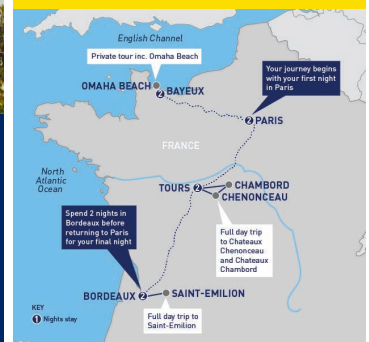 English Channel
Private tour inc. Omaha Beach
OMAHA BEACH
2 BAYEUX
Your journey begins
with your first night
in Paris
2 PARIS
FRANCE
North
Atlantic
Ocean
TOURS 2
CHAMBORD
CHENONCEAU
Spend 2 nights in
Bordeaux before
returning to Paris
for your final night
Full day trip
to Chateaux
Chenonceau
and Chateaux
Chambord
BORDEAUX 2
SAINT-EMILION
Full day trip to
Saint-Emilion
KEY
1 Nights stay